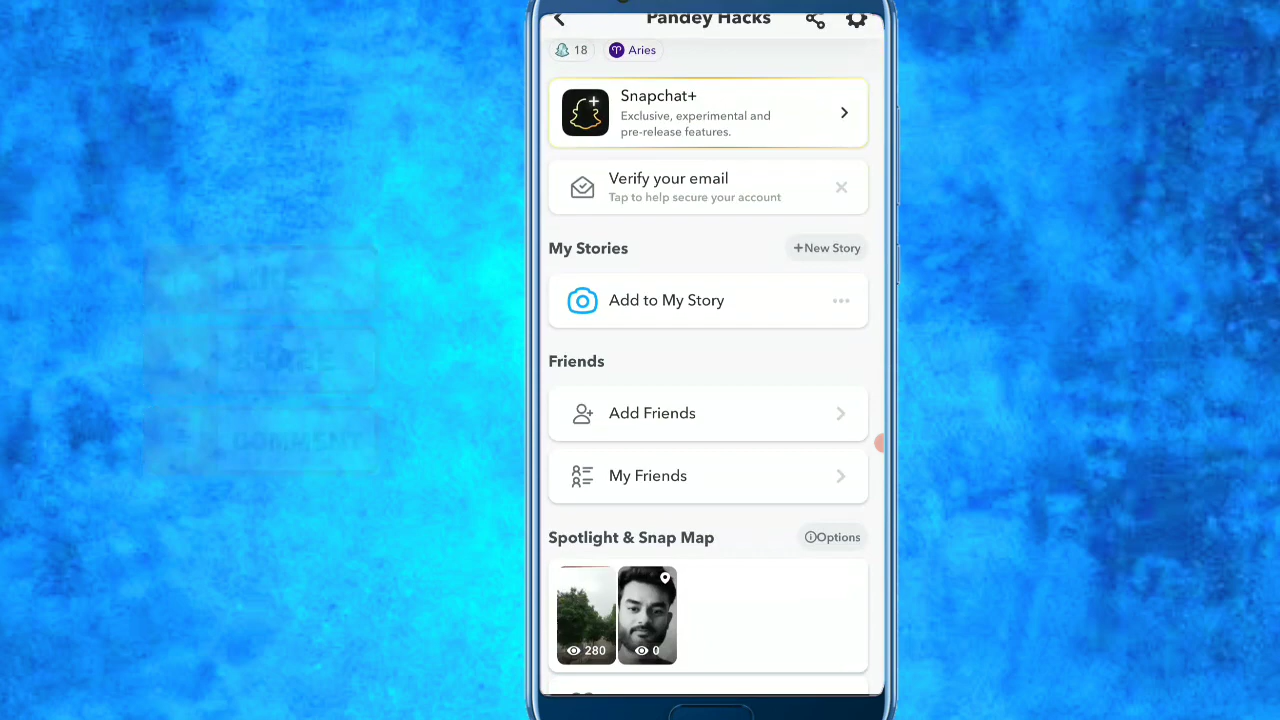 Pandey Hacks
18
Aries
Snapchat+
Exclusive, experimental and
pre-release features.
Verify your email
Tap to help secure your account
My Stories
+New Story
Add to My Story
Friends
Add Friends
My Friends
Spotlight & Snap Map
Options
280
0
SHARE
COMMENT